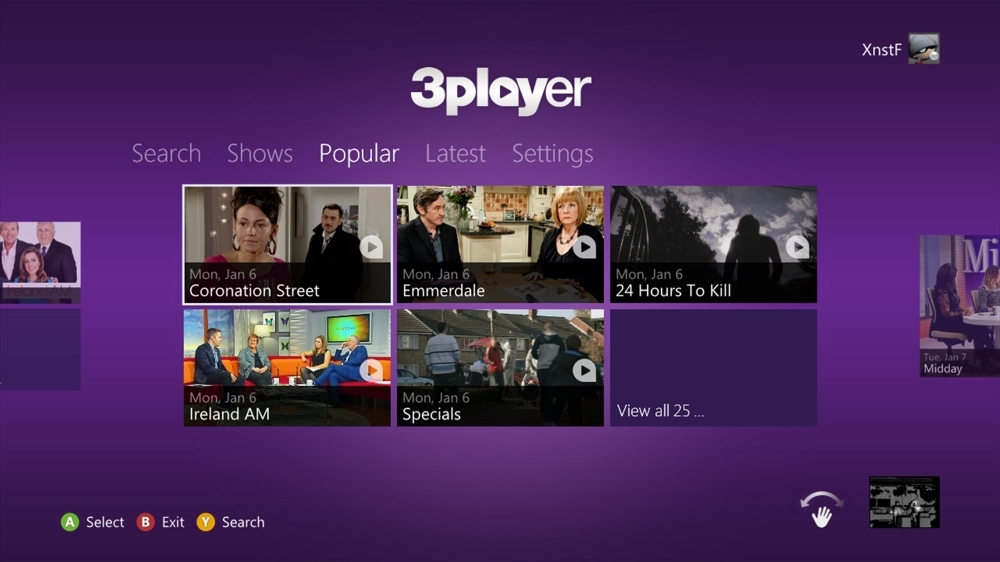 XnstF
3player
Search Shows Popular Latest Settings
Mon, Jan 6
Coronation Street
Mon, Jan 6
Emmerdale
Mon, Jan 6
24 Hours To Kill
Mon, Jan 6
Ireland AM
Mon, Jan 6
Specials
View all 25 ...
Mi
Tue, Jan 7
Midday
A Select B Exit Y Search